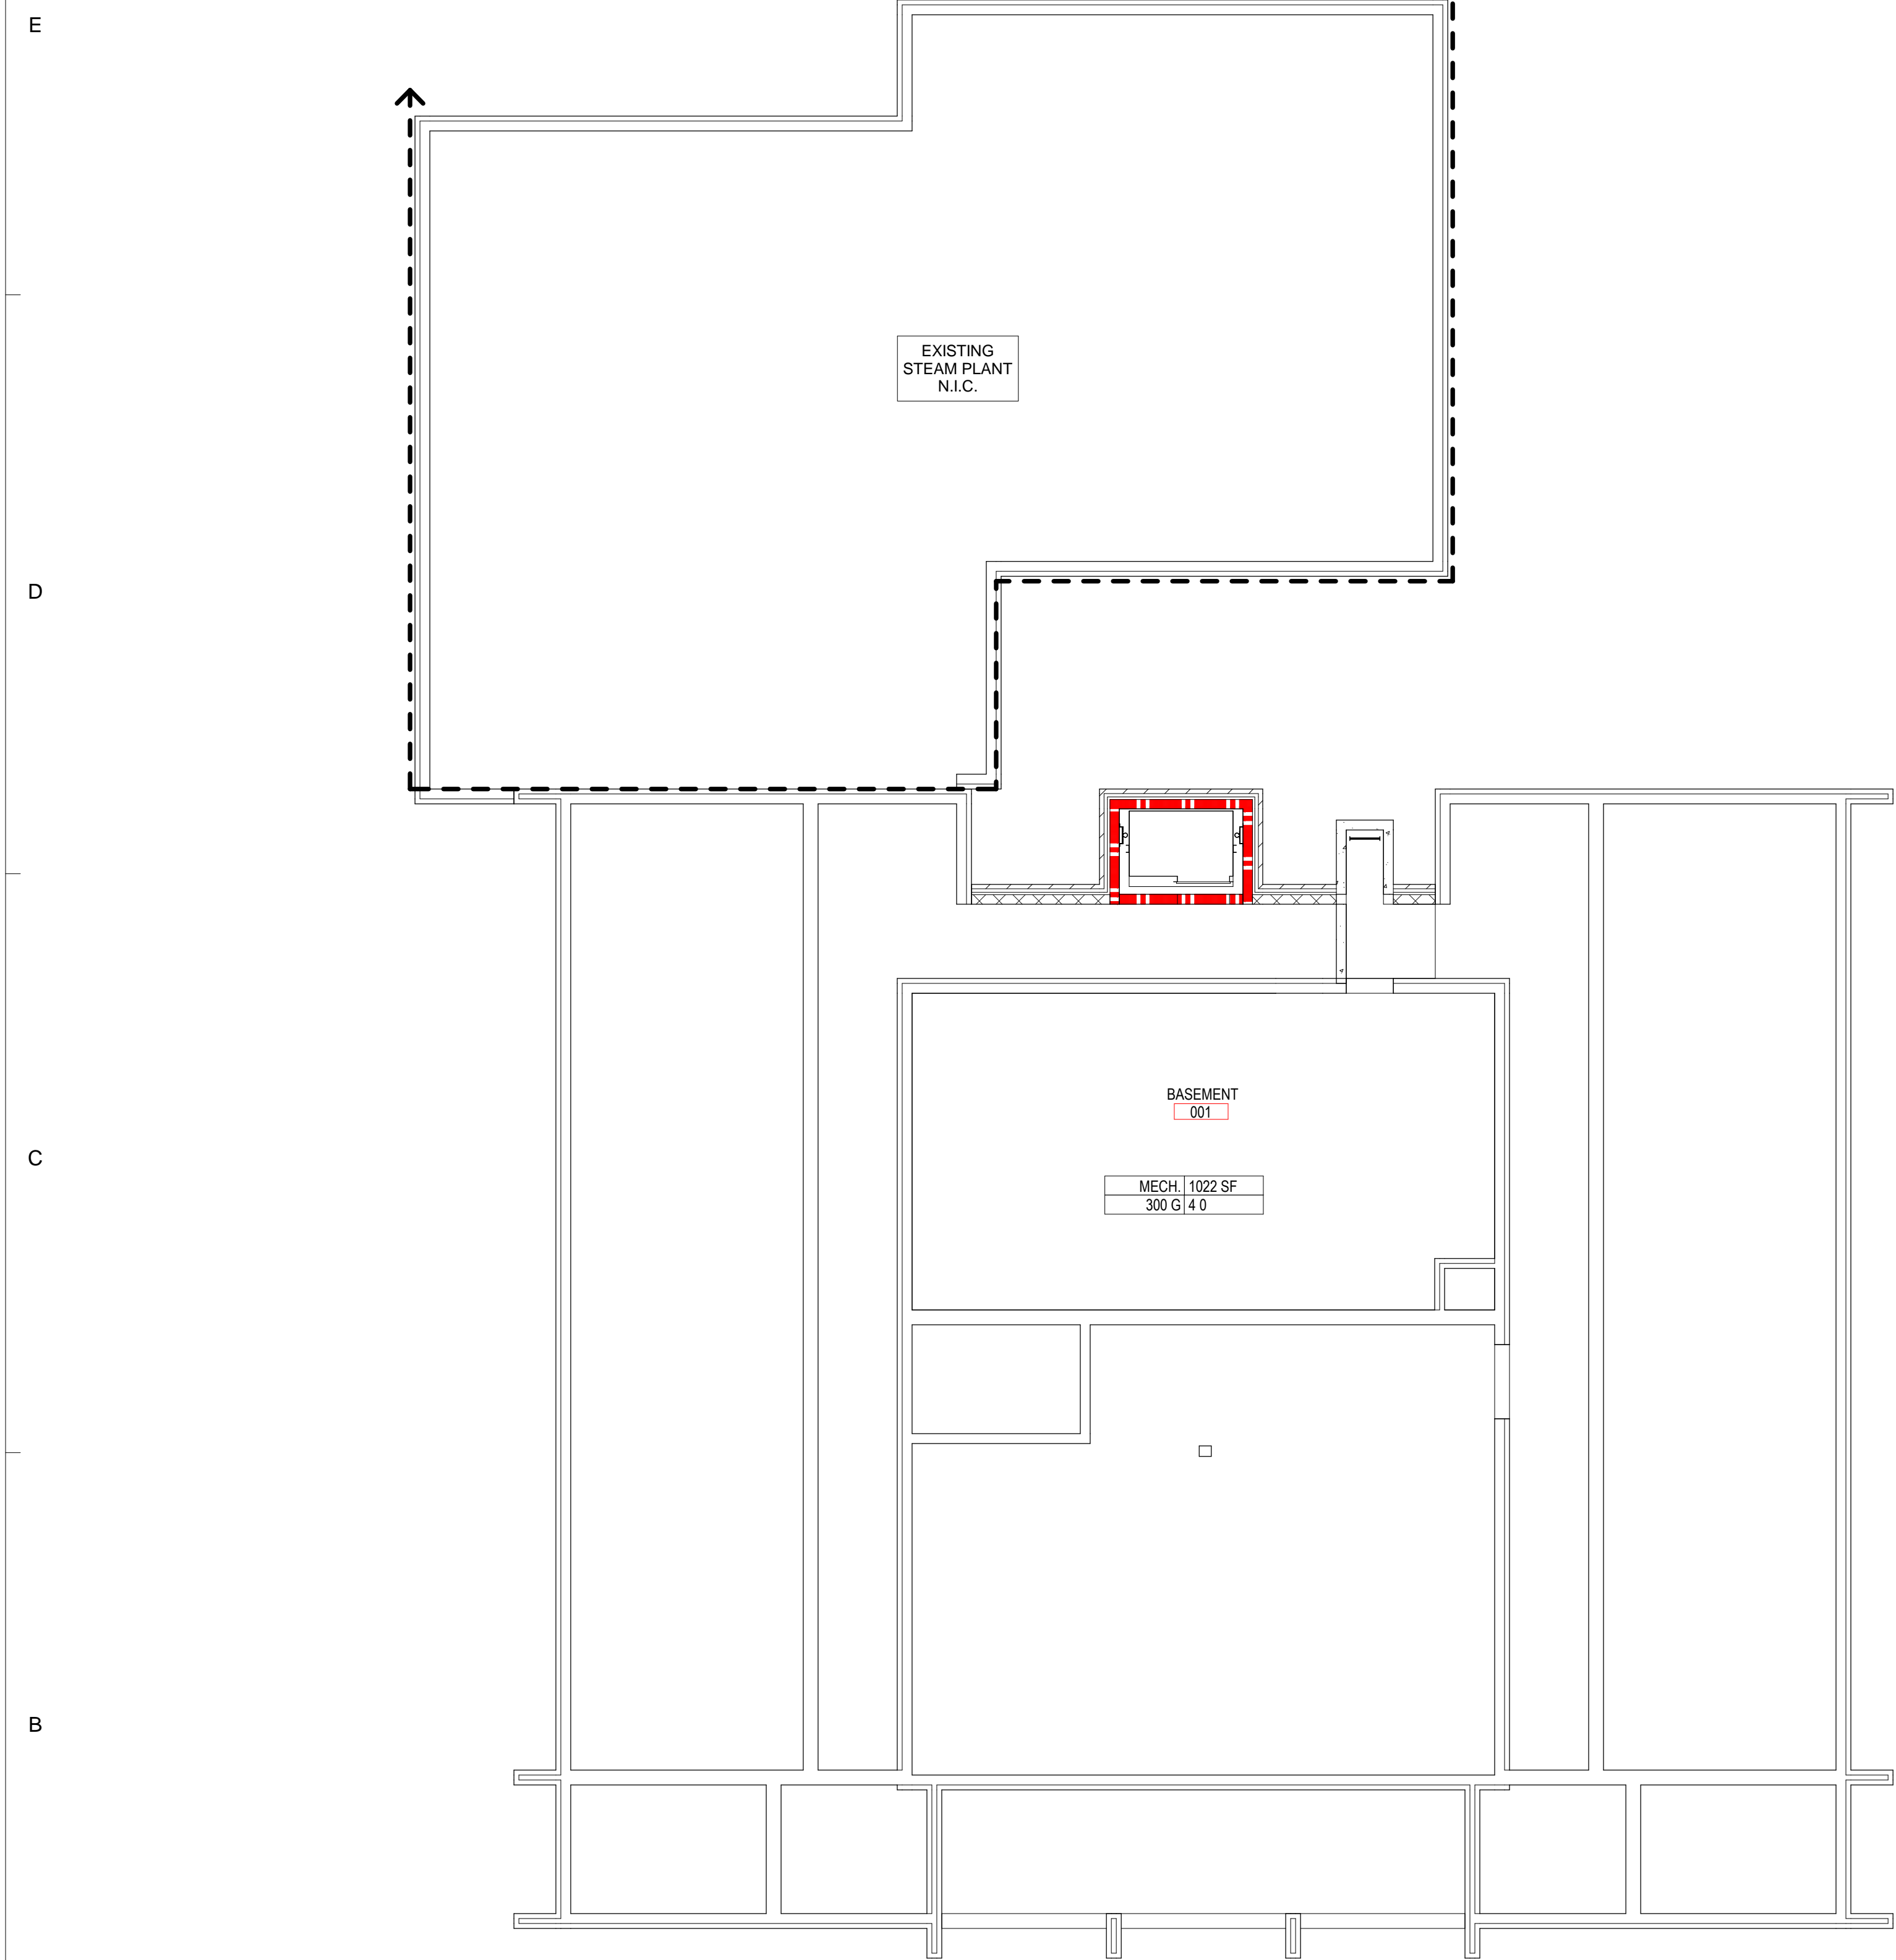 E
EXISTING
STEAM PLANT
N.I.C.
D
BASEMENT
001
C
MECH. 1022 SF
300 G 4 0
B